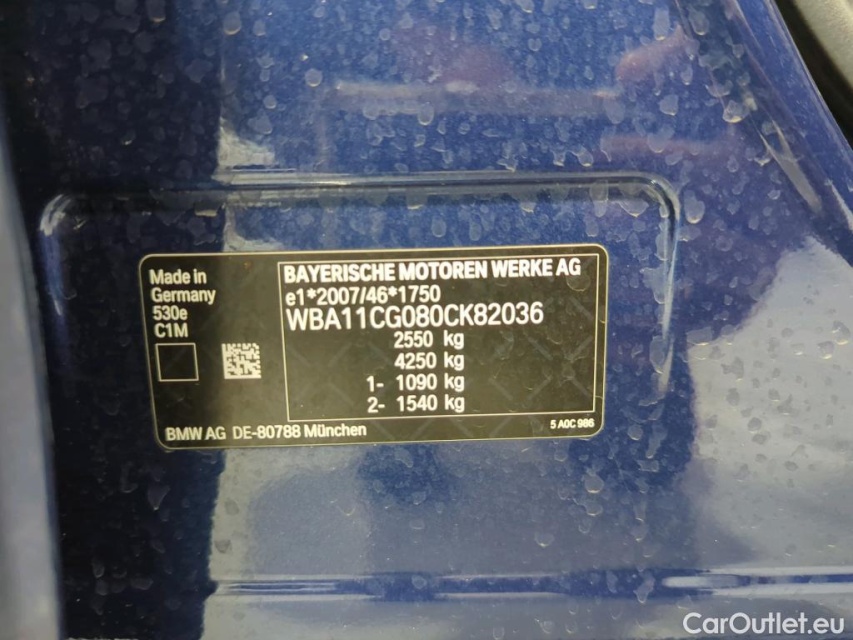 Made in
Germany
530e
C1M
BAYERISCHE MOTOREN WERKE AG
e1*2007/46*1750
WBA11CG080CK82036
2550 kg
4250 kg
1- 1090 kg
2- 1540 kg
BMW AG DE-80788 München
5 A0C 986
CarOutlet.eu